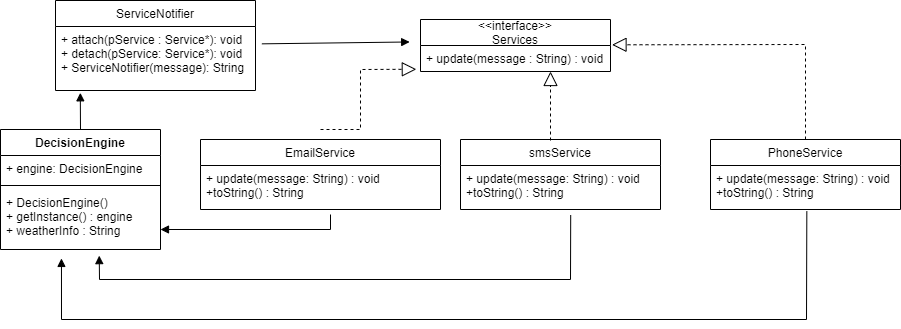 ServiceNotifier
+ attach(pService : Service*): void
+ detach(pService: Service*): void
+ ServiceNotifier(message): String
<<interface>>
Services
+ update(message : String) : void
DecisionEngine
+ engine: DecisionEngine
+ DecisionEngine()
+ getInstance() : engine
+ weatherInfo : String
EmailService
+ update(message: String) : void
+toString() : String
smsService
+ update(message: String) : void
+toString() : String
PhoneService
+ update(message: String) : void
+toString() : String